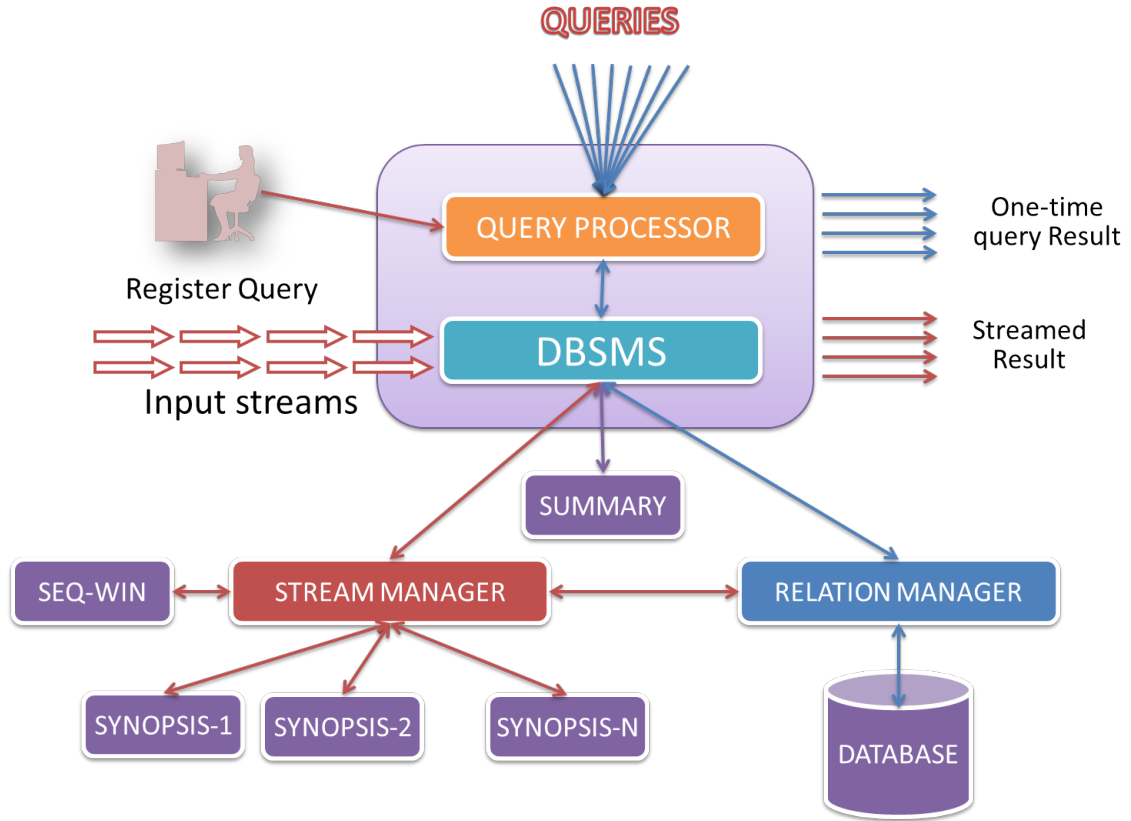 QUERIES
QUERY PROCESSOR
One-time
query Result
Register Query
DBSMS
Streamed
Result
Input streams
SUMMARY
SEQ-WIN
STREAM MANAGER
RELATION MANAGER
SYNOPSIS-1
SYNOPSIS-2
SYNOPSIS-N
DATABASE